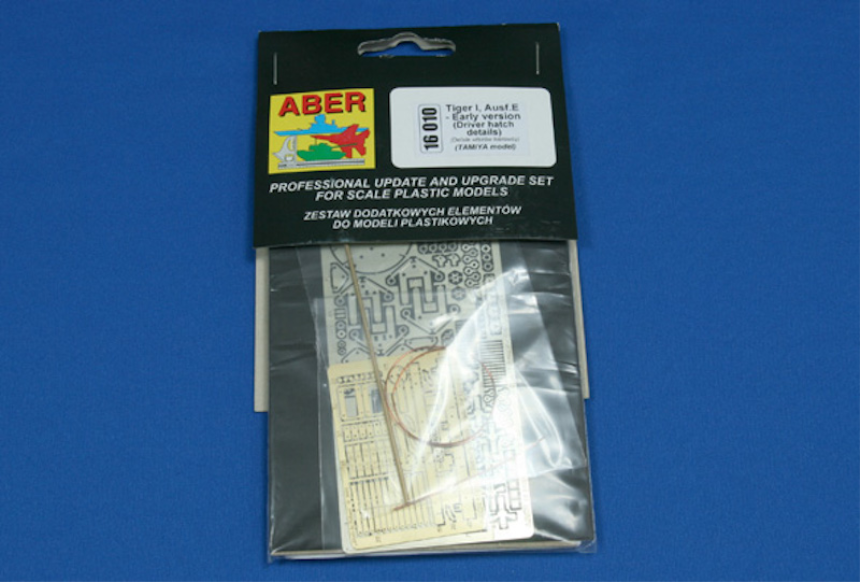 ABER
16 010
Tiger I, Ausf.E
- Early version
(Driver hatch
details)
(TAMIYA model)
PROFESSIONAL UPDATE AND UPGRADE SET
FOR SCALE PLASTIC MODELS
ZESTAW DODATKOWYCH ELEMENTÓW
DO MODELI PLASTIKOWYCH